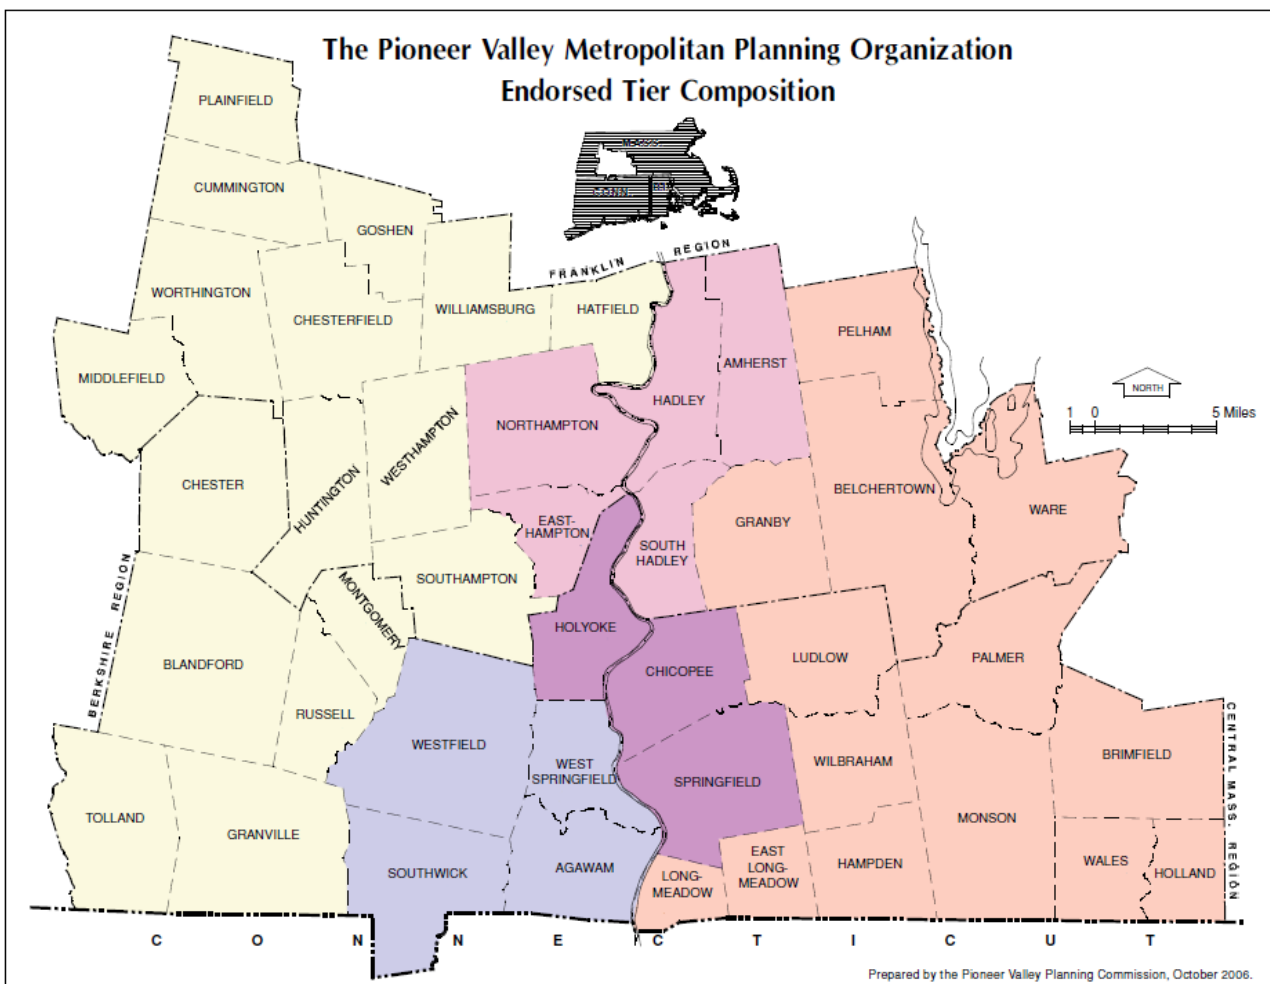 The Pioneer Valley Metropolitan Planning Organization
Endorsed Tier Composition
MASS.
CONN.
RI
PLAINFIELD
CUMMINGTON
GOSHEN
FRANKLIN REGION
WORTHINGTON
CHESTERFIELD
WILLIAMSBURG
HATFIELD
PELHAM
MIDDLEFIELD
AMHERST
HADLEY
NORTH
1 0 5 Miles
NORTHAMPTON
WESTHAMPTON
CHESTER
HUNTINGTON
BELCHERTOWN
WARE
EAST-
HAMPTON
GRANBY
SOUTH
HADLEY
SOUTHAMPTON
MONTGOMERY
BERKSHIRE REGION
HOLYOKE
BLANDFORD
CHICOPEE
LUDLOW
PALMER
RUSSELL
WESTFIELD
WEST
SPRINGFIELD
SPRINGFIELD
WILBRAHAM
BRIMFIELD
CENTRAL MASS. REGION
TOLLAND
GRANVILLE
MONSON
SOUTHWICK
AGAWAM
LONG-
MEADOW
EAST
LONG-
MEADOW
HAMPDEN
WALES
HOLLAND
CONNECTICUT
Prepared by the Pioneer Valley Planning Commission, October 2006.